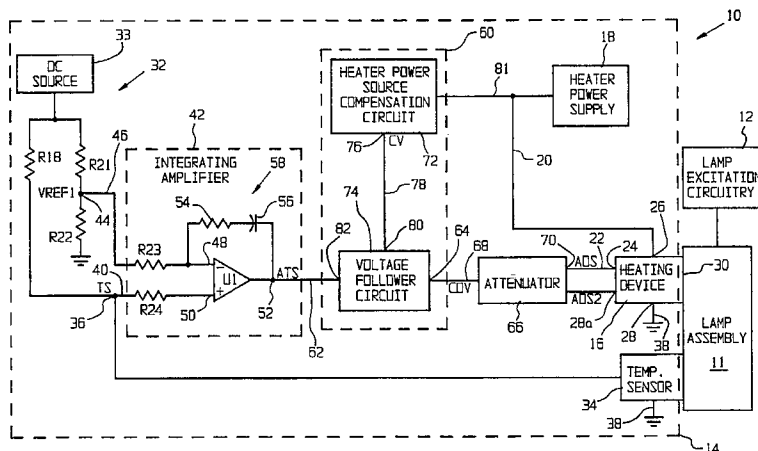 33
DC
SOURCE
32
60
18
10
HEATER POWER
SOURCE
COMPENSATION
CIRCUIT
81
HEATER
POWER
SUPPLY
R18
R21
46
42
76
CV
72
20
12
LAMP
EXCITATION
CIRCUITRY
INTEGRATING
AMPLIFIER
58
VREF1
44
54
56
74
78
80
82
64
68
70
ADS
22
24
26
30
R22
R23
48
U1
ATS
VOLTAGE
FOLLOWER
CIRCUIT
COV
ATTENUATOR
HEATING
DEVICE
40
TS
36
R24
50
52
62
66
ADS2
28a
16
28
38
LAMP
ASSEMBLY
11
TEMP.
SENSOR
34
38
14